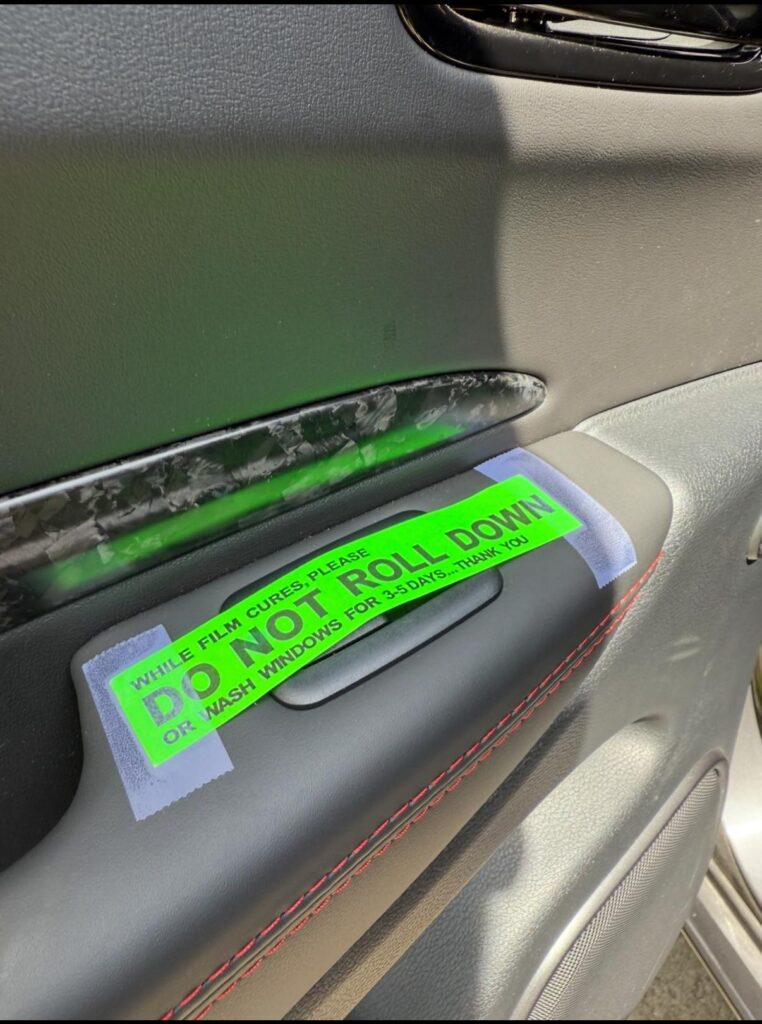 WHILE FILM CURES, PLEASE
DO NOT ROLL DOWN
OR WASH WINDOWS FOR 3-5 DAYS...THANK YOU